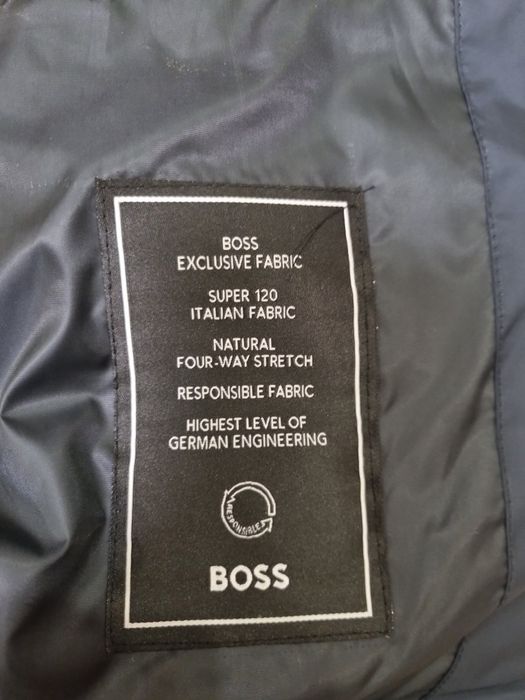 BOSS
EXCLUSIVE FABRIC
SUPER 120
ITALIAN FABRIC
NATURAL
FOUR-WAY STRETCH
RESPONSIBLE FABRIC
HIGHEST LEVEL OF
GERMAN ENGINEERING
RESPONSIBLE
BOSS